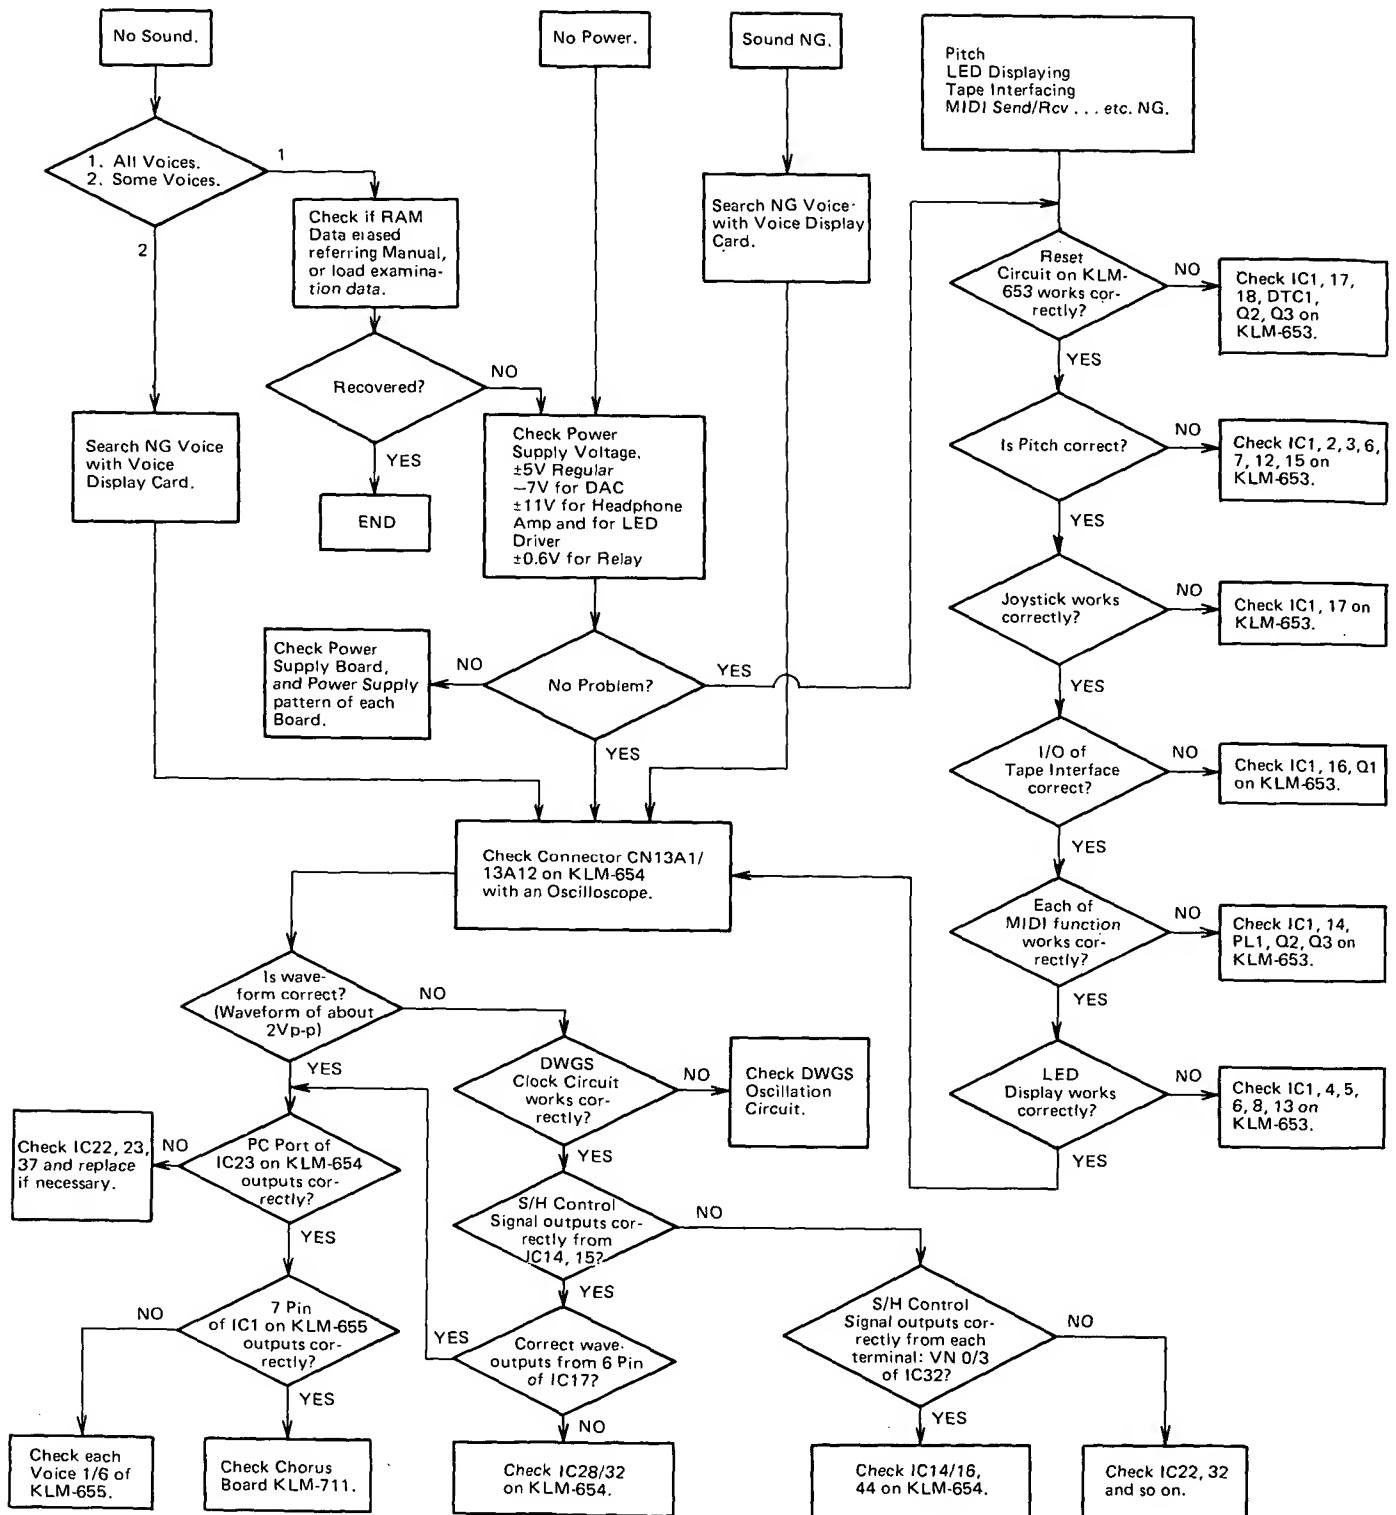 No Sound.
No Power.
Sound NG.
Pitch
LED Displaying
Tape Interfacing
MIDI Send/Rcv . . . etc. NG.
1. All Voices.
2. Some Voices.
1
2
Check if RAM
Data erased
referring Manual,
or load examina-
tion data.
Search NG Voice
with Voice Display
Card.
Reset
Circuit on KLM-
653 works cor-
rectly?
NO
Check IC1, 17,
18, DTC1,
Q2, Q3 on
KLM-653.
YES
Recovered?
NO
YES
END
Search NG Voice
with Voice
Display Card.
Check Power
Supply Voltage.
±5V Regular
−7V for DAC
±11V for Headphone
Amp and for LED
Driver
±0.6V for Relay
Is Pitch correct?
NO
Check IC1, 2, 3, 6,
7, 12, 15 on
KLM-653.
YES
Joystick works
correctly?
NO
Check IC1, 17 on
KLM-653.
YES
Check Power
Supply Board,
and Power Supply
pattern of each
Board.
NO
No Problem?
YES
YES
I/O of
Tape Interface
correct?
NO
Check IC1, 16, Q1
on KLM-653.
YES
Check Connector CN13A1/
13A12 on KLM-654
with an Oscilloscope.
Each of
MIDI function
works cor-
rectly?
NO
Check IC1, 14,
PL1, Q2, Q3 on
KLM-653.
YES
Is wave-
form correct?
(Waveform of about
2Vp-p)
NO
YES
DWGS
Clock Circuit
works cor-
rectly?
NO
Check DWGS
Oscillation
Circuit.
YES
LED
Display works
correctly?
NO
Check IC1, 4, 5,
6, 8, 13 on
KLM-653.
YES
Check IC22, 23,
37 and replace
if necessary.
NO
PC Port of
IC23 on KLM-654
outputs cor-
rectly?
YES
S/H Control
Signal outputs cor-
rectly from
IC14, 15?
NO
YES
7 Pin
of IC1 on KLM-655
outputs cor-
rectly?
NO
YES
Correct wave-
outputs from 6 Pin
of IC17?
YES
NO
S/H Control
Signal outputs cor-
rectly from each
terminal: VN 0/3
of IC32?
NO
YES
Check each
Voice 1/6 of
KLM-655.
Check Chorus
Board KLM-711.
Check IC28/32
on KLM-654.
Check IC14/16,
44 on KLM-654.
Check IC22, 32
and so on.